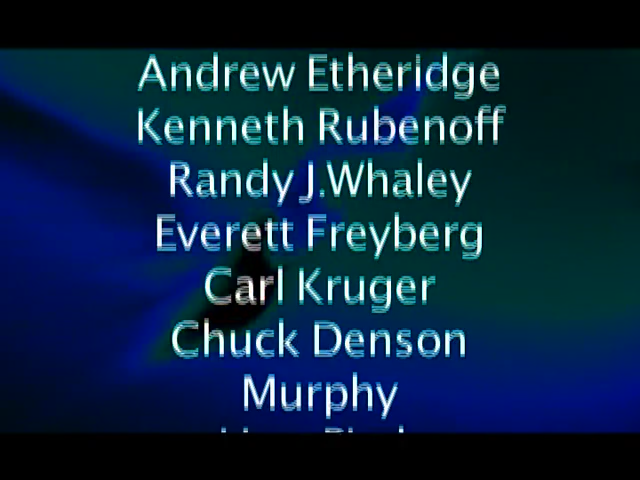 Andrew Etheridge
Kenneth Rubenoff
Randy J.Whaley
Everett Freyberg
Carl Kruger
Chuck Denson
Murphy